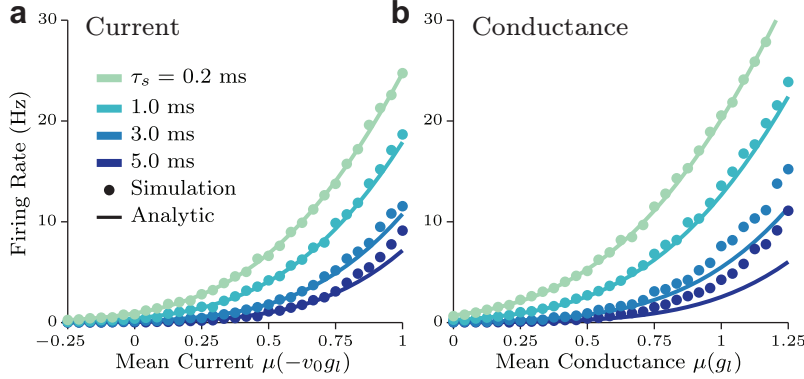 a
Current
30
20
10
0
Firing Rate (Hz)
τs = 0.2 ms
1.0 ms
3.0 ms
5.0 ms
Simulation
Analytic
−0.25
0
0.25
0.5
0.75
1
Mean Current μ(−v0gl)
b
Conductance
30
20
10
0
0
0.25
0.5
0.75
1
1.25
Mean Conductance μ(gl)